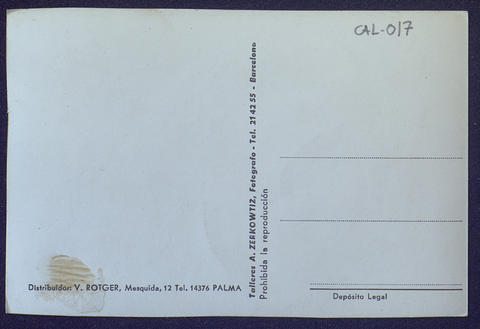 CAL-017
Talleres A. ZERKOWTIZ, Fotografo - Tel. 21 42 55 - Barcelona
Prohibida la reproducción
Distribuidor: V. ROTGER, Mesquida, 12 Tel. 14376 PALMA
Depósito Legal